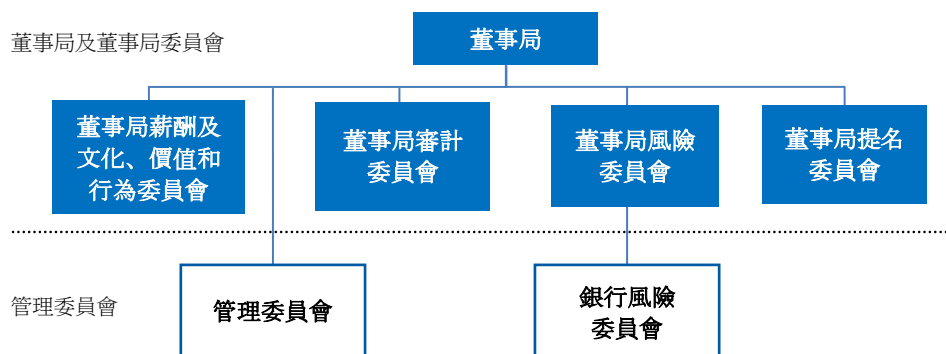 董事局及董事局委員會
董事局
董事局薪酬及
文化、價值和
行為委員會
董事局審計
委員會
董事局風險
委員會
董事局提名
委員會
管理委員會
管理委員會
銀行風險
委員會